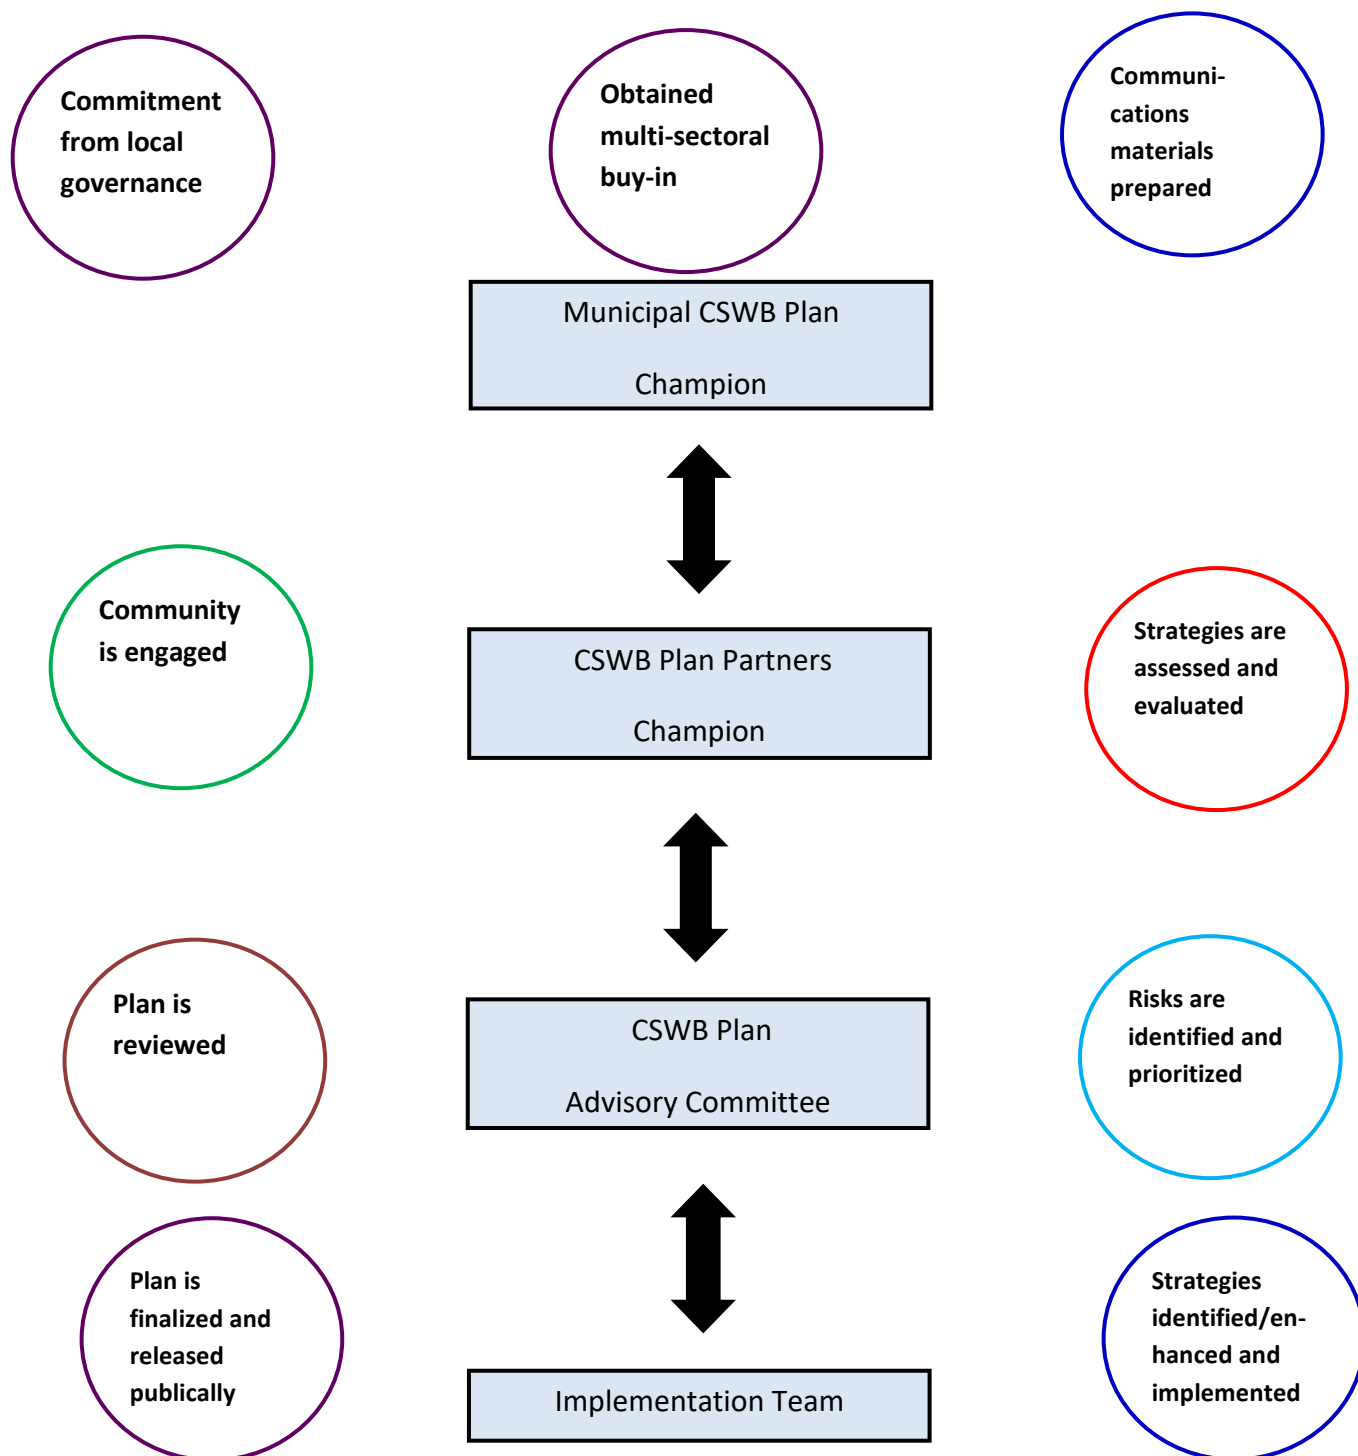 Commitment
from local
governance
Obtained
multi-sectoral
buy-in
Communi-
cations
materials
prepared
Municipal CSWB Plan
Champion
Community
is engaged
CSWB Plan Partners
Champion
Strategies are
assessed and
evaluated
Plan is
reviewed
CSWB Plan
Advisory Committee
Risks are
identified and
prioritized
Plan is
finalized and
released
publically
Implementation Team
Strategies
identified/en-
hanced and
implemented